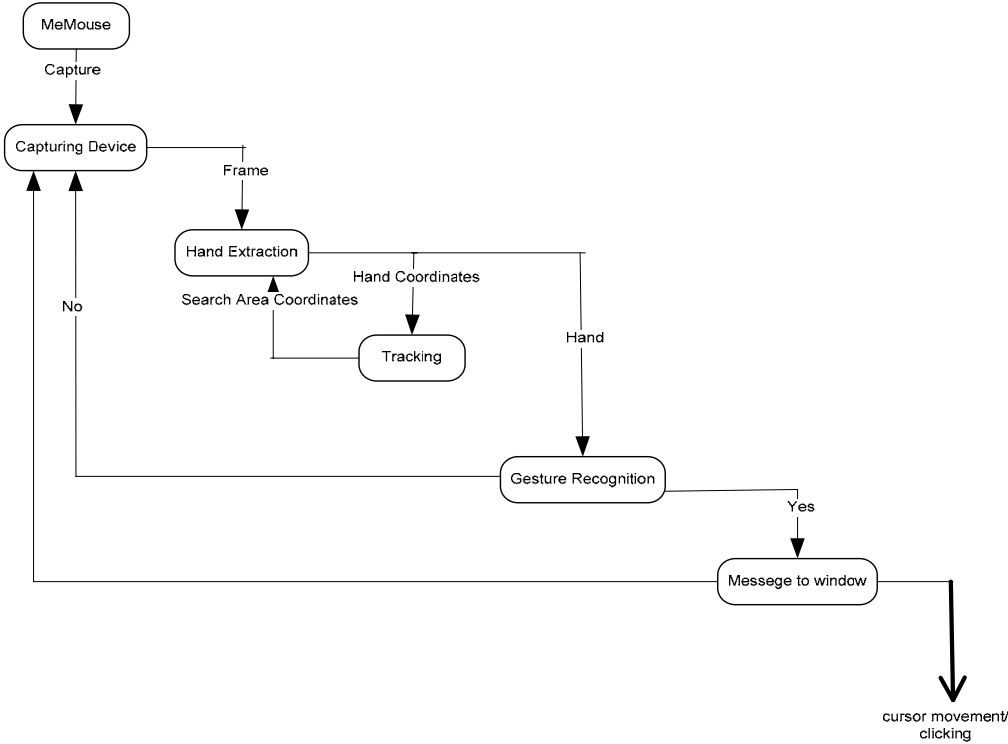 MeMouse
Capture
Capturing Device
Frame
Hand Extraction
Hand Coordinates
Search Area Coordinates
No
Hand
Tracking
Gesture Recognition
Yes
Messege to window
cursor movement/
clicking